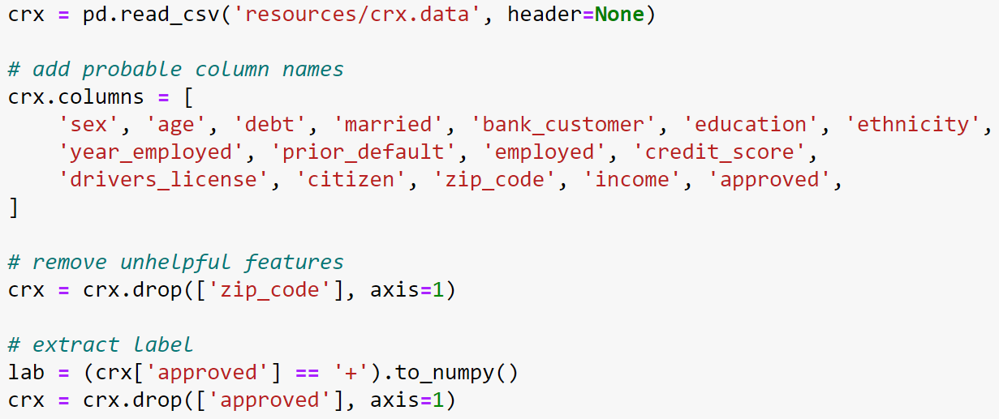 crx = pd.read_csv('resources/crx.data', header=None)
# add probable column names
crx.columns = [
    'sex', 'age', 'debt', 'married', 'bank_customer', 'education', 'ethnicity',
    'year_employed', 'prior_default', 'employed', 'credit_score',
    'drivers_license', 'citizen', 'zip_code', 'income', 'approved',
]
# remove unhelpful features
crx = crx.drop(['zip_code'], axis=1)
# extract label
lab = (crx['approved'] == '+').to_numpy()
crx = crx.drop(['approved'], axis=1)